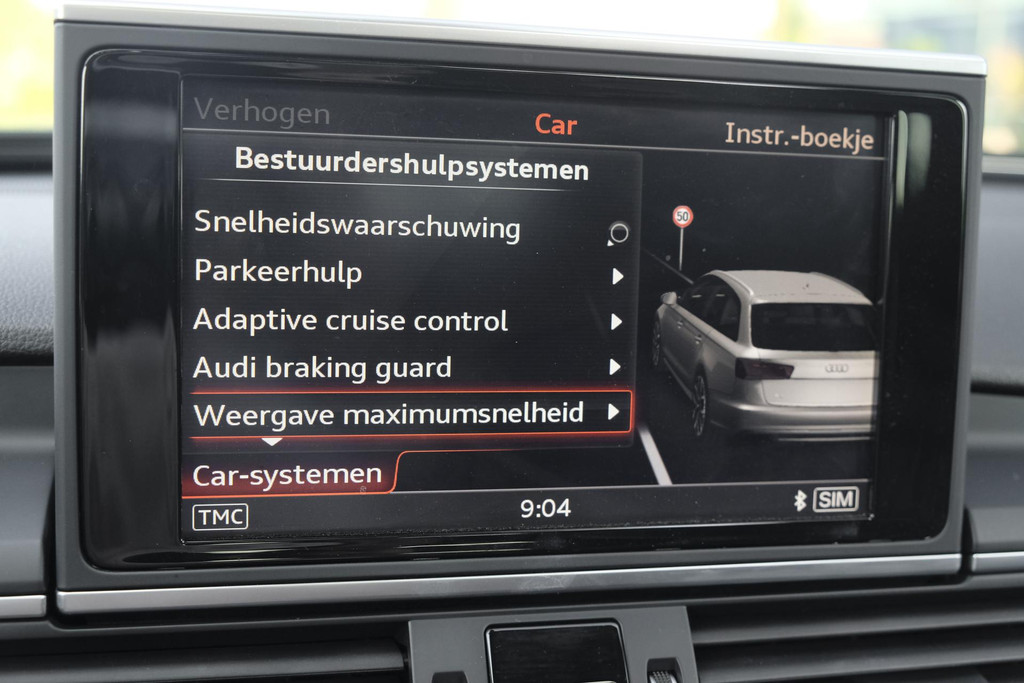 Verhogen
Car
Instr.-boekje
Bestuurdershulpsystemen
Snelheidswaarschuwing
50
Parkeerhulp
Adaptive cruise control
Audi braking guard
Weergave maximumsnelheid
Car-systemen
TMC
9:04
SIM